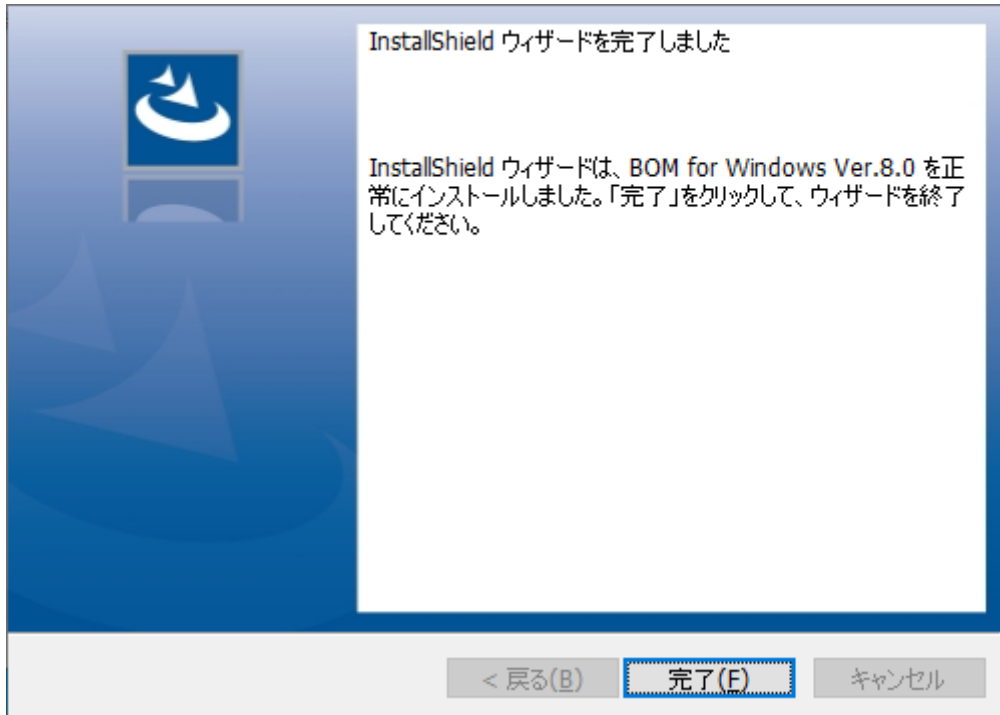 InstallShield ウィザードを完了しました
InstallShield ウィザードは、BOM for Windows Ver.8.0 を正
常にインストールしました。「完了」をクリックして、ウィザードを終了
してください。
< 戻る(B) 完了(F) キャンセル